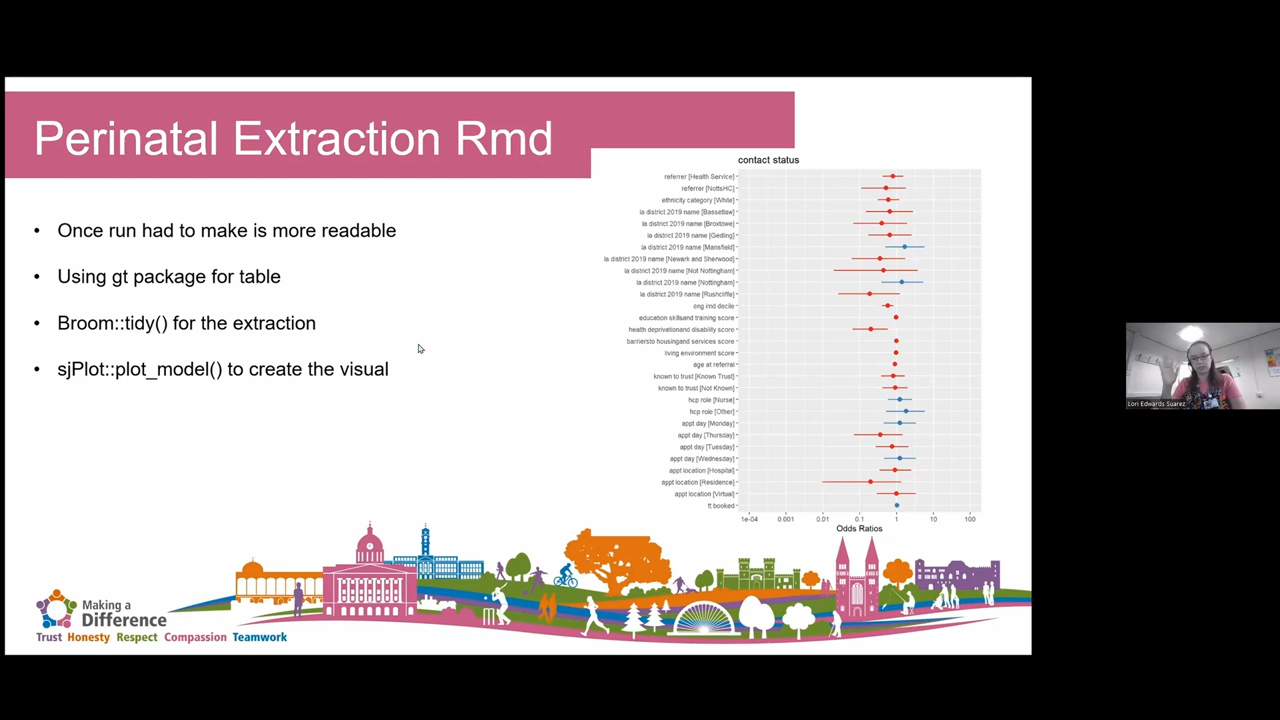 Perinatal Extraction Rmd
• Once run had to make is more readable
• Using gt package for table
• Broom::tidy() for the extraction
• sjPlot::plot_model() to create the visual
contact status
referrer [Health Service]
referrer [NottsHC]
ethnicity category [White]
la district 2019 name [Bassetlaw]
la district 2019 name [Broxtowe]
la district 2019 name [Gedling]
la district 2019 name [Mansfield]
la district 2019 name [Newark and Sherwood]
la district 2019 name [Not Nottingham]
la district 2019 name [Nottingham]
la district 2019 name [Rushcliffe]
eng imd decile
education skillsand training score
health deprivationand disability score
barriersto housingand services score
living environment score
age at referral
known to trust [Known Trust]
known to trust [Not Known]
hcp role [Nurse]
hcp role [Other]
appt day [Monday]
appt day [Thursday]
appt day [Tuesday]
appt day [Wednesday]
appt location [Hospital]
appt location [Residence]
appt location [Virtual]
tt booked
1e-04 0.001 0.01 0.1 1 10 100
Odds Ratios
Making a
Difference
Trust Honesty Respect Compassion Teamwork
Lori Edwards Suarez